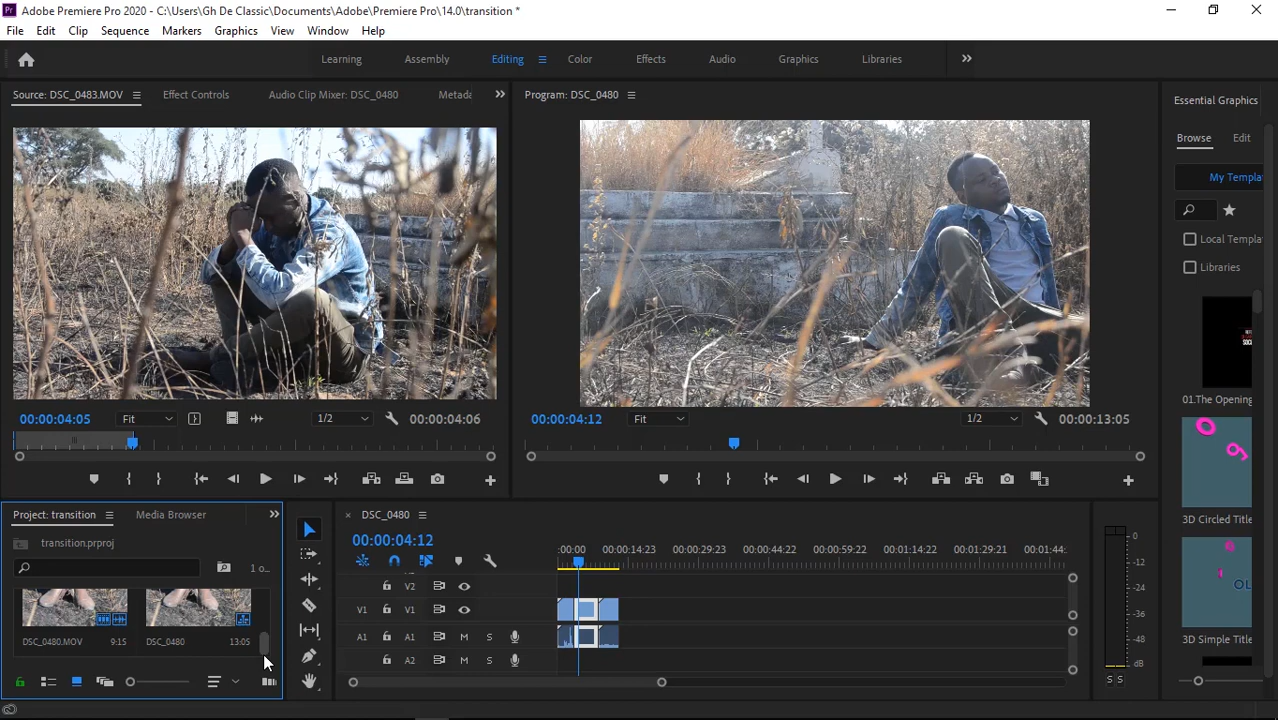 Adobe Premiere Pro 2020 - C:\Users\Gh De Classic\Documents\Adobe\Premiere Pro\14.0\transition *
File Edit Clip Sequence Markers Graphics View Window Help
Learning Assembly Editing Color Effects Audio Graphics Libraries
Source: DSC_0483.MOV Effect Controls Audio Clip Mixer: DSC_0480 Metada
Program: DSC_0480
Essential Graphics
Browse Edit
My Templa
Local Templa
Libraries
01.The Opening
3D Circled Title
3D Simple Title
00:00:04:05 Fit 1/2 00:00:04:06
00:00:04:12 Fit 1/2 00:00:13:05
Project: transition Media Browser
transition.prproj
1 o...
DSC_0480.MOV 9:15 DSC_0480 13:05
DSC_0480
00:00:04:12
:00:00 00:00:14:23 00:00:29:23 00:00:44:22 00:00:59:22 00:01:14:22 00:01:29:21 00:01:44:
V2
V1 V1
A1 A1 M S
A2 M S
0
-12
-24
-36
-48
dB
S S